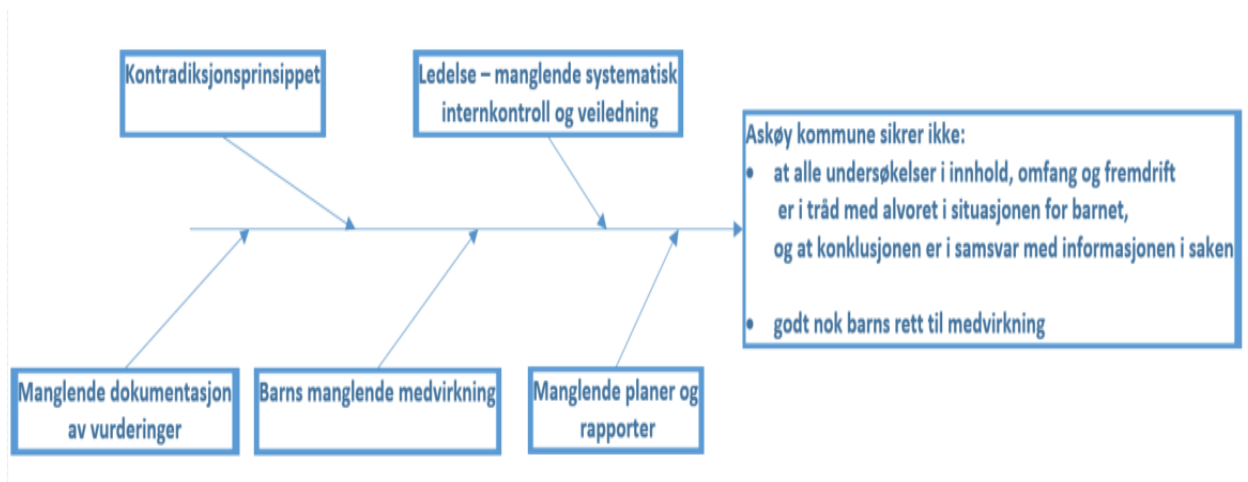 Kontradiksjonsprinsippet
Ledelse – manglende systematisk
internkontroll og veiledning
Askøy kommune sikrer ikke:
• at alle undersøkelser i innhold, omfang og fremdrift
er i tråd med alvoret i situasjonen for barnet,
og at konklusjonen er i samsvar med informasjonen i saken
• godt nok barns rett til medvirkning
Manglende dokumentasjon
av vurderinger
Barns manglende medvirkning
Manglende planer og
rapporter